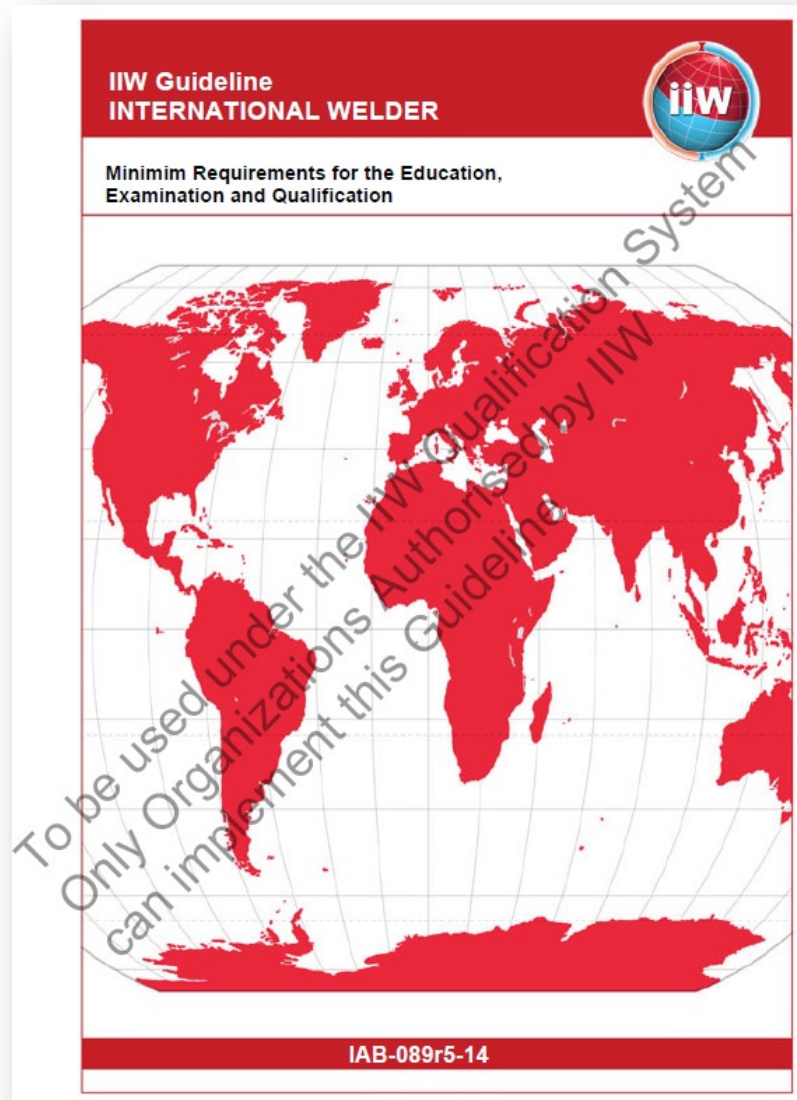 IIW Guideline
INTERNATIONAL WELDER
iiw
Minimim Requirements for the Education,
Examination and Qualification
To be used under the IIW Qualification System
Only Organizations Authorised by IIW
can implement this Guideline
IAB-089r5-14